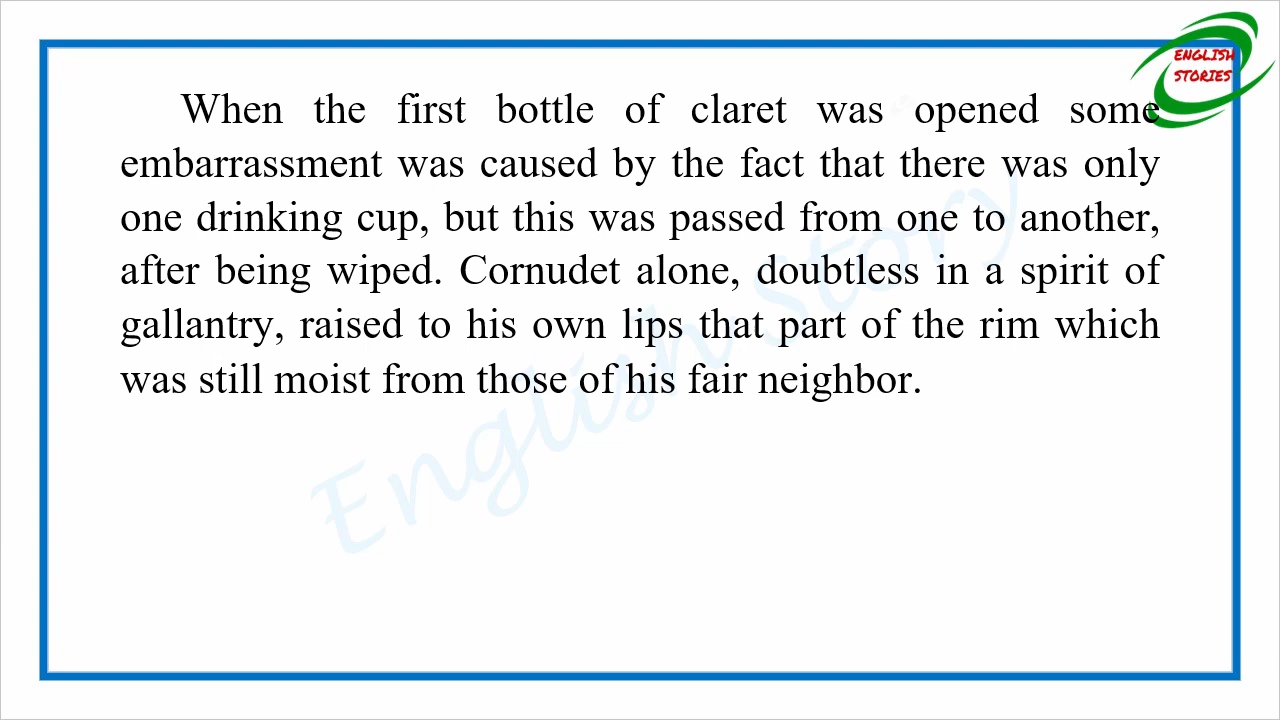 ENGLISH
STORIES
When the first bottle of claret was opened some
embarrassment was caused by the fact that there was only
one drinking cup, but this was passed from one to another,
after being wiped. Cornudet alone, doubtless in a spirit of
gallantry, raised to his own lips that part of the rim which
was still moist from those of his fair neighbor.
English Story